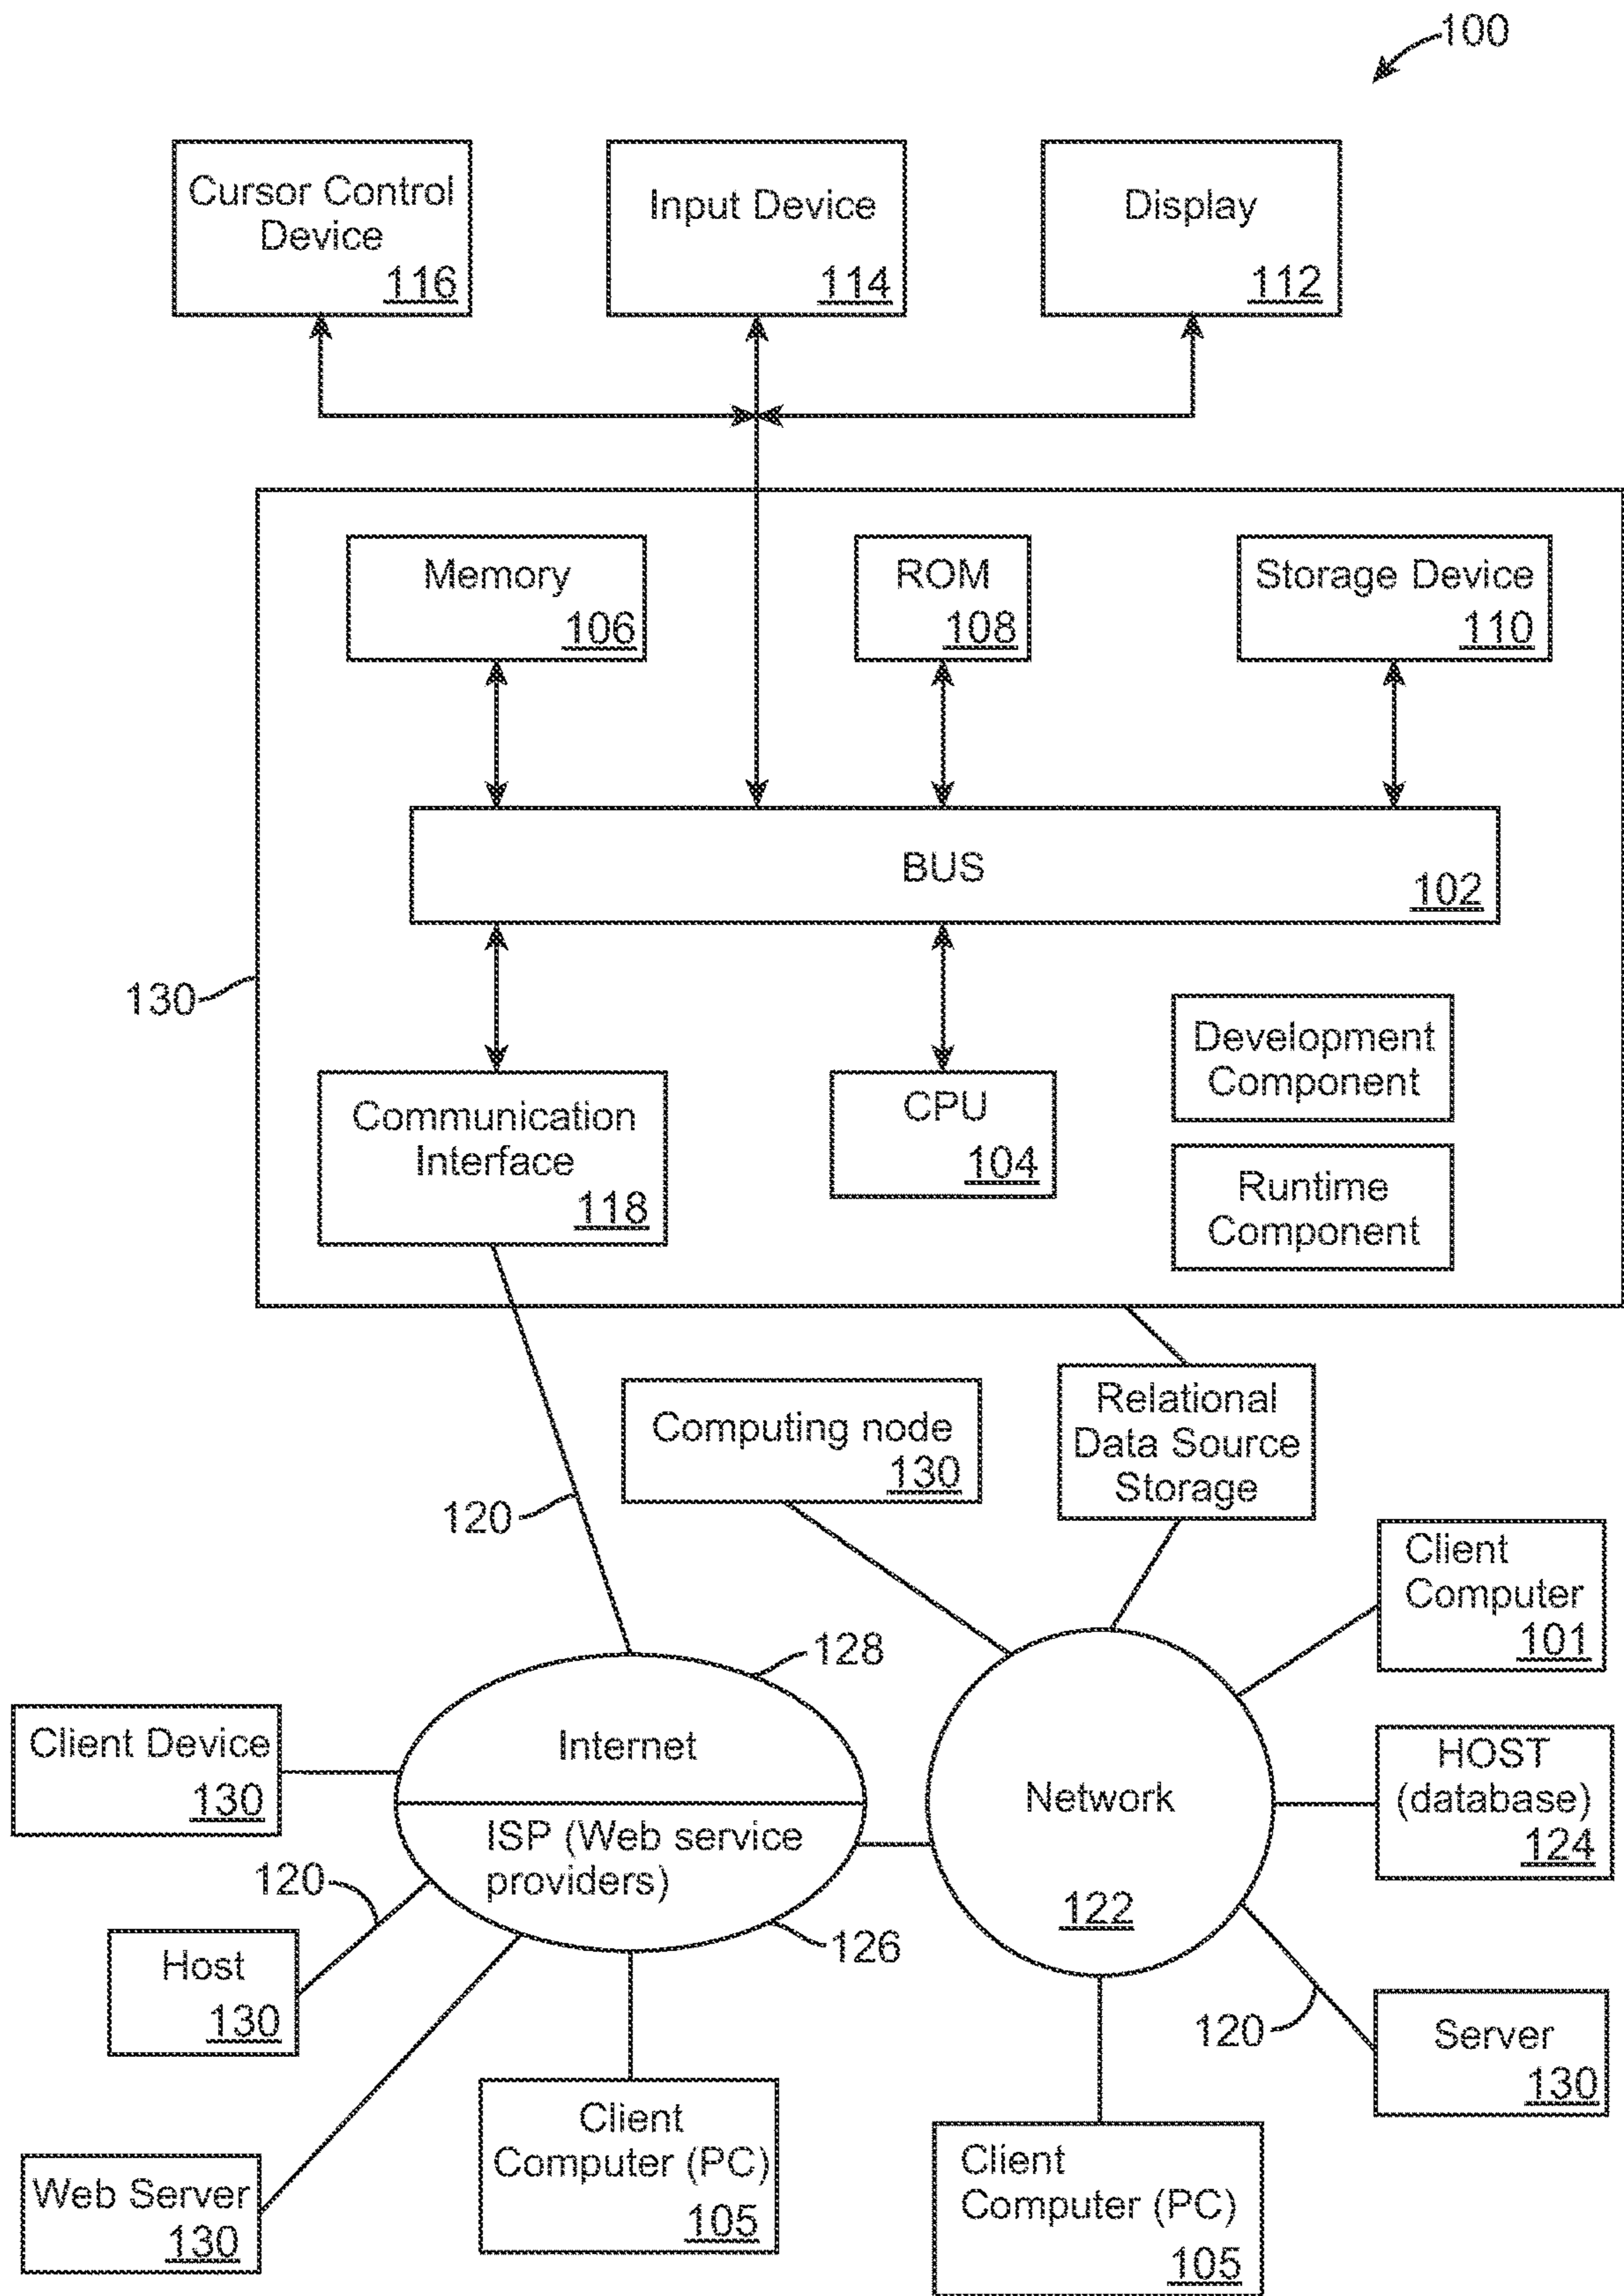 100
Cursor Control
Device
116
Input Device
114
Display
112
Memory
106
ROM
108
Storage Device
110
BUS
102
130
Communication
Interface
118
CPU
104
Development
Component
Runtime
Component
Computing node
130
Relational
Data Source
Storage
120
Client
Computer
101
128
Internet
Client Device
130
ISP (Web service
providers)
126
Network
122
HOST
(database)
124
120
Host
130
120
Server
130
Web Server
130
Client
Computer (PC)
105
Client
Computer (PC)
105